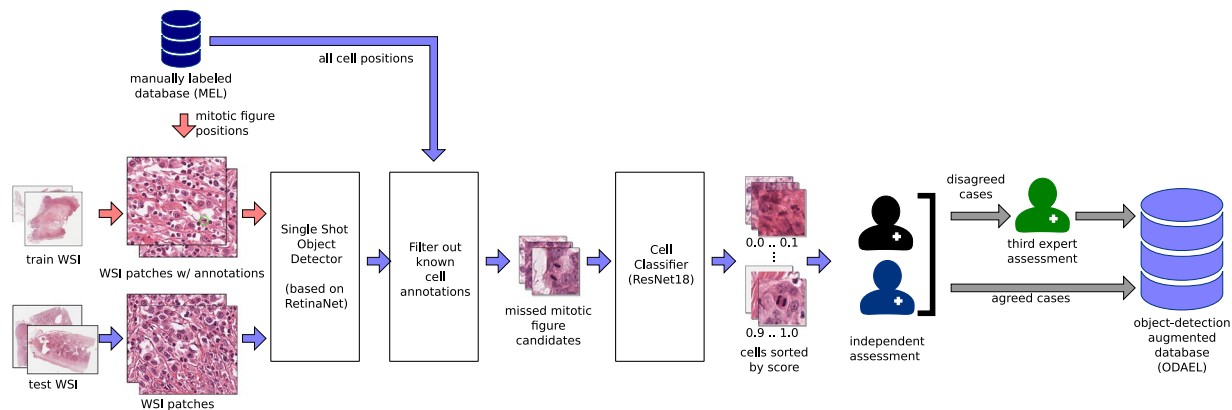 manually labeled
database (MEL)
all cell positions
mitotic figure
positions
train WSI
WSI patches w/ annotations
test WSI
WSI patches
Single Shot
Object
Detector
(based on
RetinaNet)
Filter out
known
cell
annotations
missed mitotic
figure
candidates
Cell
Classifier
(ResNet18)
0.0 .. 0.1
0.9 .. 1.0
cells sorted
by score
independent
assessment
disagreed
cases
third expert
assessment
agreed cases
object-detection
augmented
database
(ODAEL)